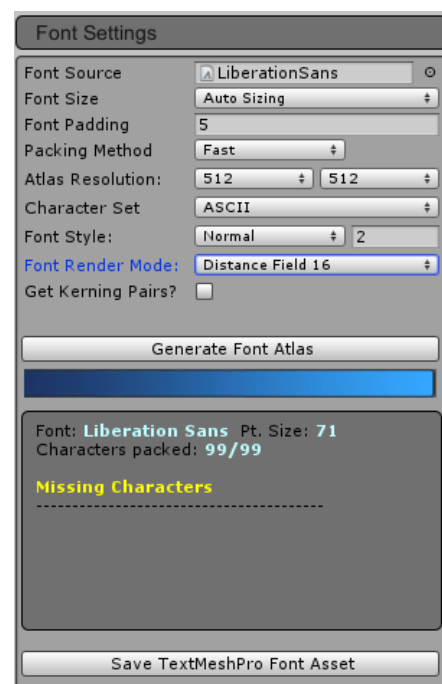 Font Settings
Font Source LiberationSans
Font Size Auto Sizing
Font Padding 5
Packing Method Fast
Atlas Resolution: 512 512
Character Set ASCII
Font Style: Normal 2
Font Render Mode: Distance Field 16
Get Kerning Pairs?
Generate Font Atlas
Font: Liberation Sans Pt. Size: 71
Characters packed: 99/99
Missing Characters
----------------------------------------
Save TextMeshPro Font Asset